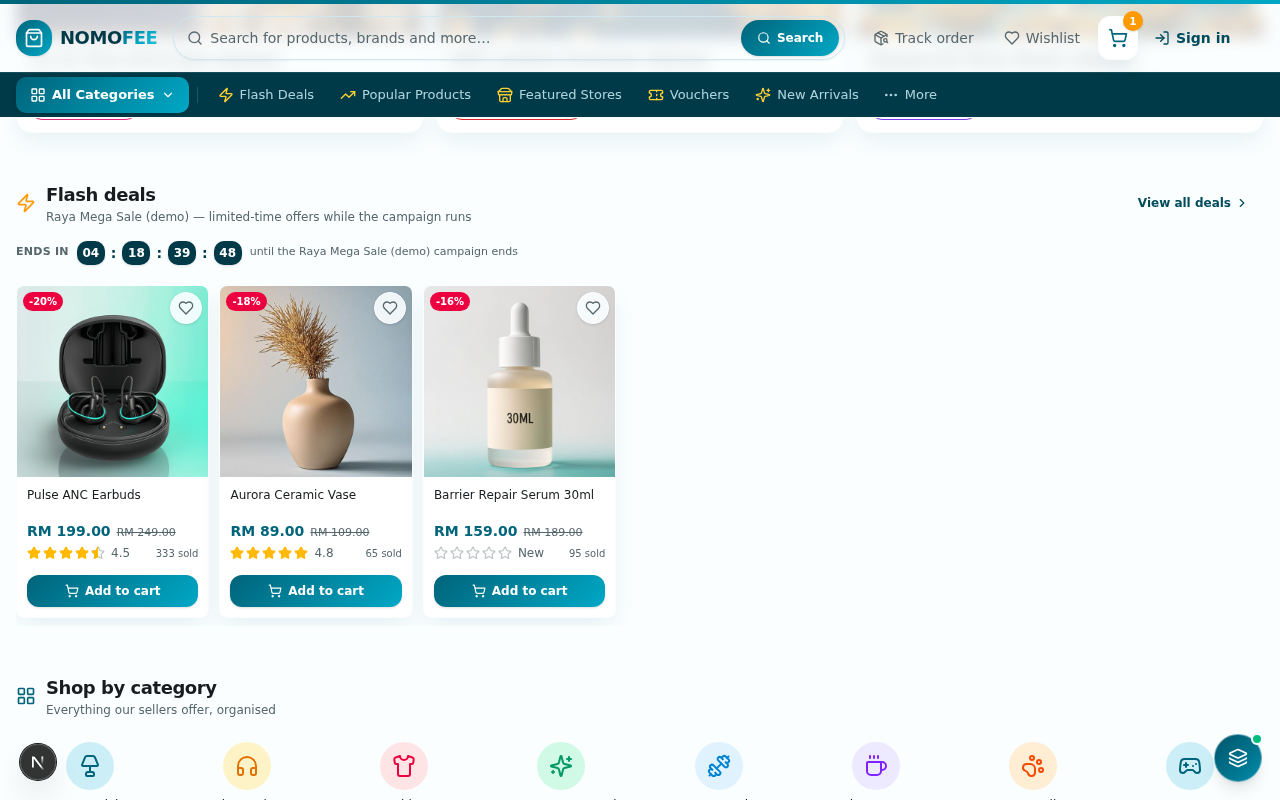 NOMOFEE
Search for products, brands and more...
Search
Track order
Wishlist
1
Sign in
All Categories
Flash Deals
Popular Products
Featured Stores
Vouchers
New Arrivals
More
Flash deals
Raya Mega Sale (demo) — limited-time offers while the campaign runs
View all deals
ENDS IN 04 : 18 : 39 : 48 until the Raya Mega Sale (demo) campaign ends
-20%
-18%
-16%
30ML
Pulse ANC Earbuds
RM 199.00 RM 249.00
4.5 333 sold
Add to cart
Aurora Ceramic Vase
RM 89.00 RM 109.00
4.8 65 sold
Add to cart
Barrier Repair Serum 30ml
RM 159.00 RM 189.00
New 95 sold
Add to cart
Shop by category
Everything our sellers offer, organised
N